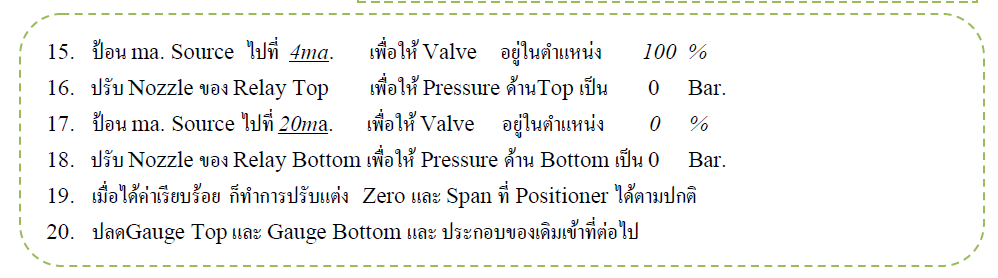 15. ป้อน ma. Source ไปที่ 4ma. เพื่อให้ Valve อยู่ในตำแหน่ง 100 %
16. ปรับ Nozzle ของ Relay Top เพื่อให้ Pressure ด้านTop เป็น 0 Bar.
17. ป้อน ma. Source ไปที่ 20ma. เพื่อให้ Valve อยู่ในตำแหน่ง 0 %
18. ปรับ Nozzle ของ Relay Bottom เพื่อให้ Pressure ด้าน Bottom เป็น 0 Bar.
19. เมื่อได้ค่าเรียบร้อย ก็ทำการปรับแต่ง Zero และ Span ที่ Positioner ได้ตามปกติ
20. ปลดGauge Top และ Gauge Bottom และ ประกอบของเดิมเข้าที่ต่อไป